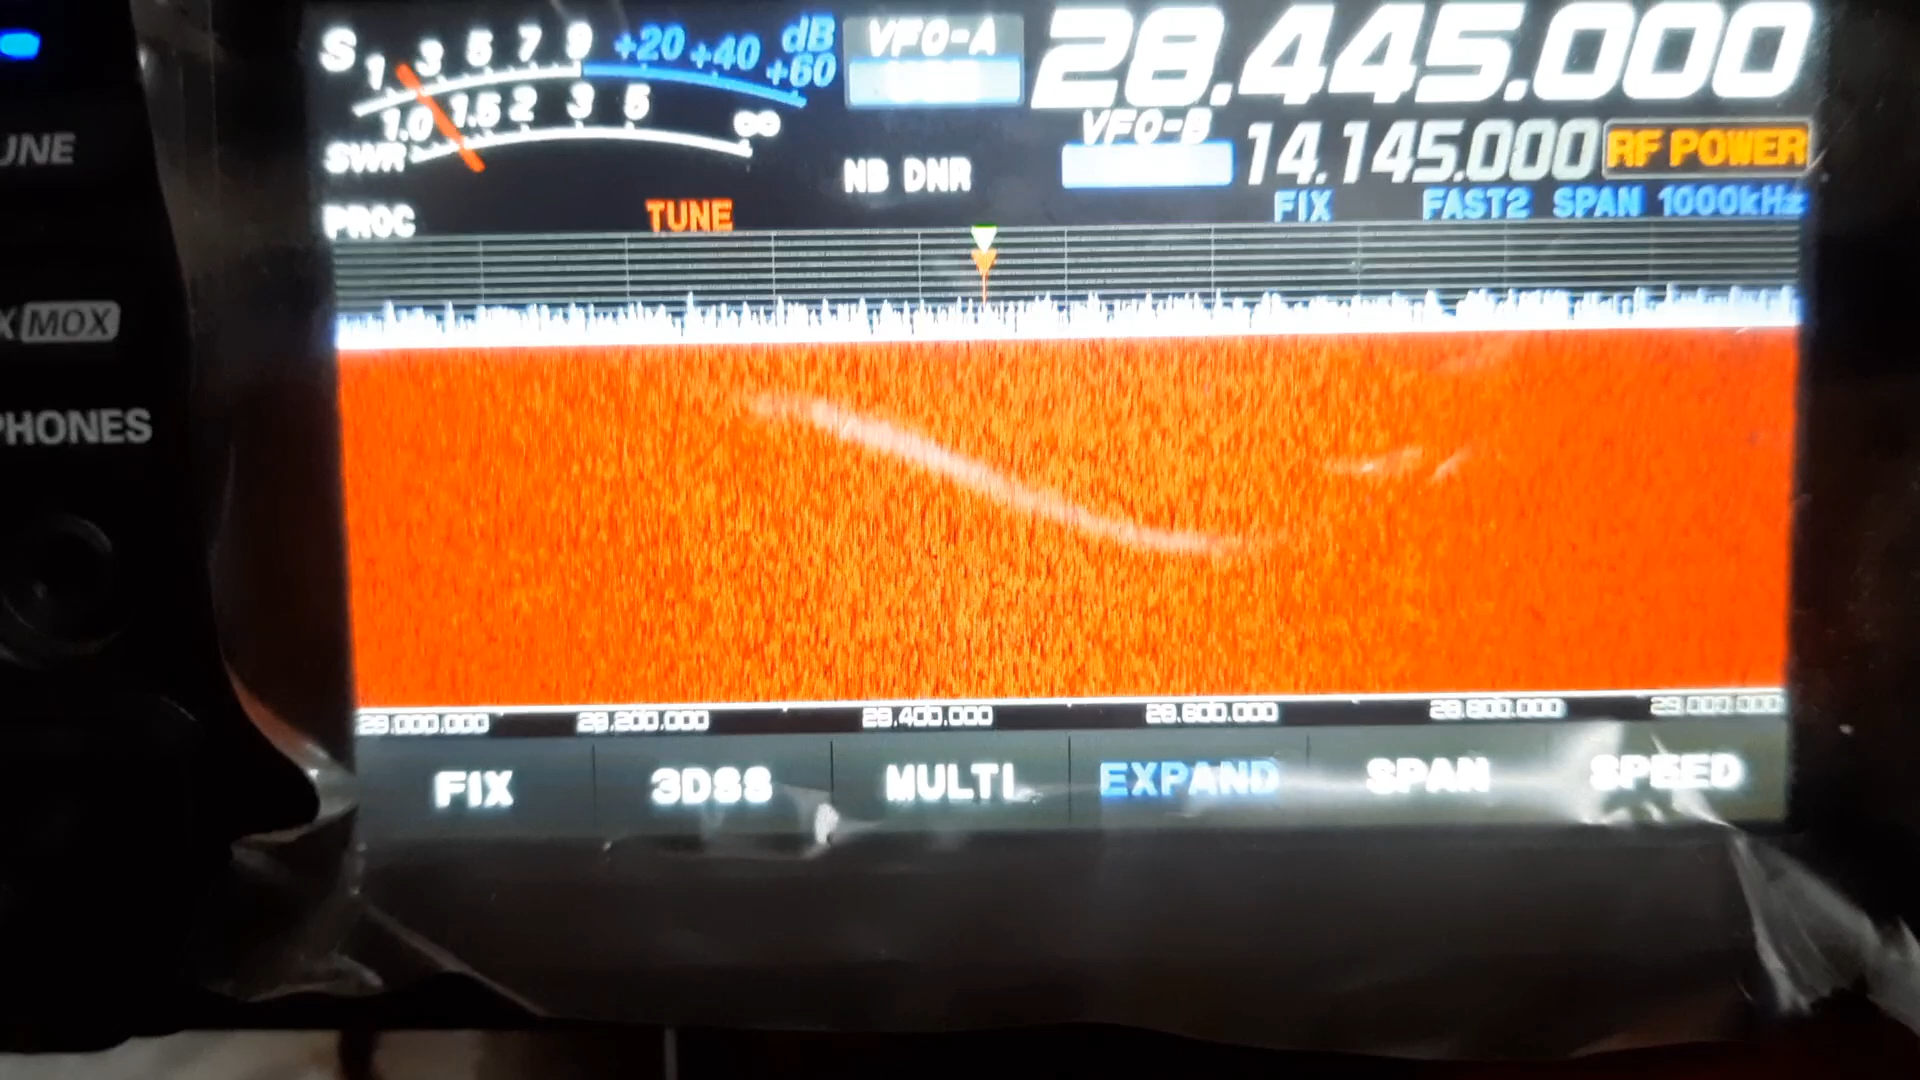 S 1 3 5 7 9 +20 +40 +60 dB
VFO-A
28.445.000
1.0 1.5 2 3 5 ∞
SWR
VFO-B
14.145.000
RF POWER
NB DNR
UNE
PROC
TUNE
FIX FAST2 SPAN 1000kHz
X MOX
PHONES
28.200.000 28.400.000 28.600.000 28.800.000 29.000.000
FIX 3DSS MULTI EXPAND SPAN SPEED